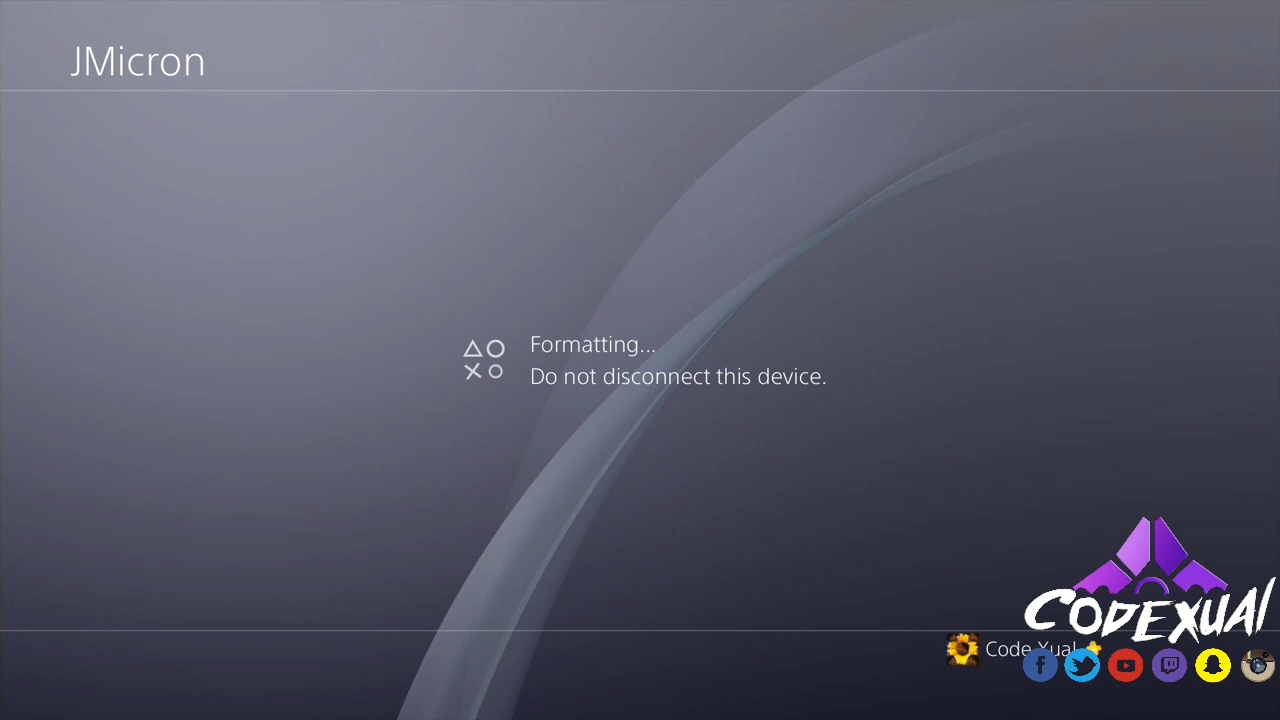 JMicron
Formatting...
Do not disconnect this device.
CODEXUAl
Code Xual